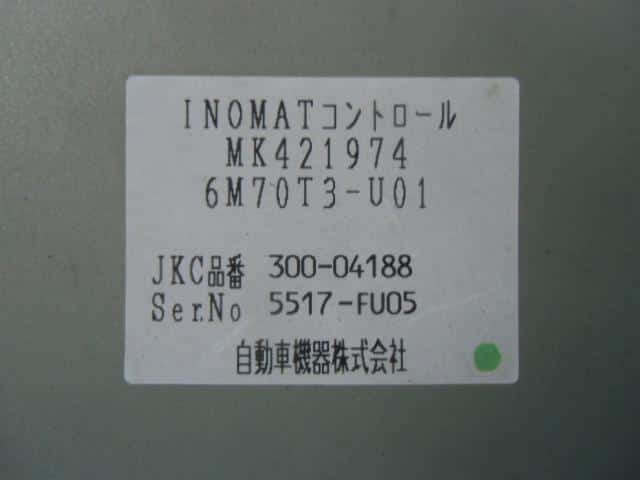 INOMATコントロール
MK421974
6M70T3-U01
JKC品番 300-04188
Ser.No 5517-FU05
自動車機器株式会社